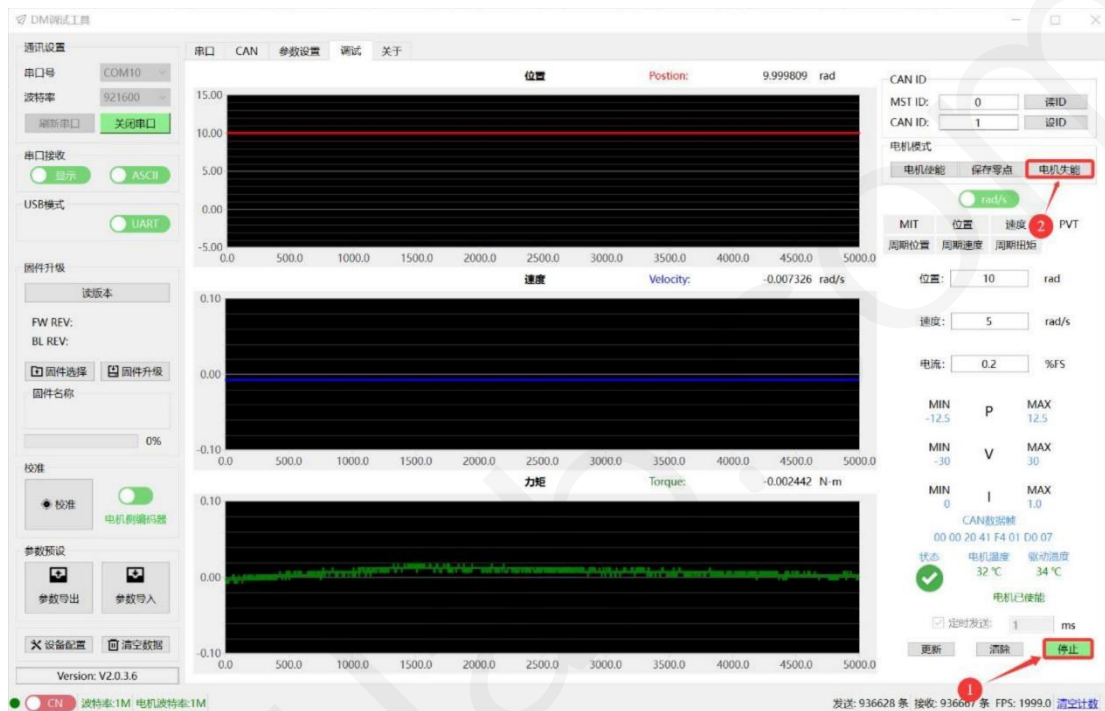 DM调试工具
通讯设置
串口号 COM10
波特率 921600
刷新串口 关闭串口
串口接收
显示 ASCII
USB模式
UART
固件升级
读版本
FW REV:
BL REV:
固件选择 固件升级
固件名称
0%
校准
校准 电机侧编码器
参数预设
参数导出 参数导入
设备配置 清空数据
Version: V2.0.3.6
串口 CAN 参数设置 调试 关于
位置 Postion: 9.999809 rad
15.00
10.00
5.00
0.00
-5.00
0.0 500.0 1000.0 1500.0 2000.0 2500.0 3000.0 3500.0 4000.0 4500.0 5000.0
速度 Velocity: -0.007326 rad/s
0.10
0.00
-0.10
0.0 500.0 1000.0 1500.0 2000.0 2500.0 3000.0 3500.0 4000.0 4500.0 5000.0
力矩 Torque: -0.002442 N-m
0.10
0.00
-0.10
0.0 500.0 1000.0 1500.0 2000.0 2500.0 3000.0 3500.0 4000.0 4500.0 5000.0
CAN ID
MST ID: 0 读ID
CAN ID: 1 设ID
电机模式
电机使能 保存零点 电机失能
rad/s
MIT 位置 速度 2 PVT
周期位置 周期速度 周期扭矩
位置: 10 rad
速度: 5 rad/s
电流: 0.2 %FS
MIN P MAX
-12.5 12.5
MIN V MAX
-30 30
MIN I MAX
0 1.0
CAN数据帧
00 00 20 41 F4 01 D0 07
状态 电机温度 驱动温度
32 ℃ 34 ℃
电机已使能
定时发送: 1 ms
更新 清除 停止
1
CN 波特率:1M 电机波特率:1M
发送: 936628 条 接收: 936667 条 FPS: 1999.0 清空计数